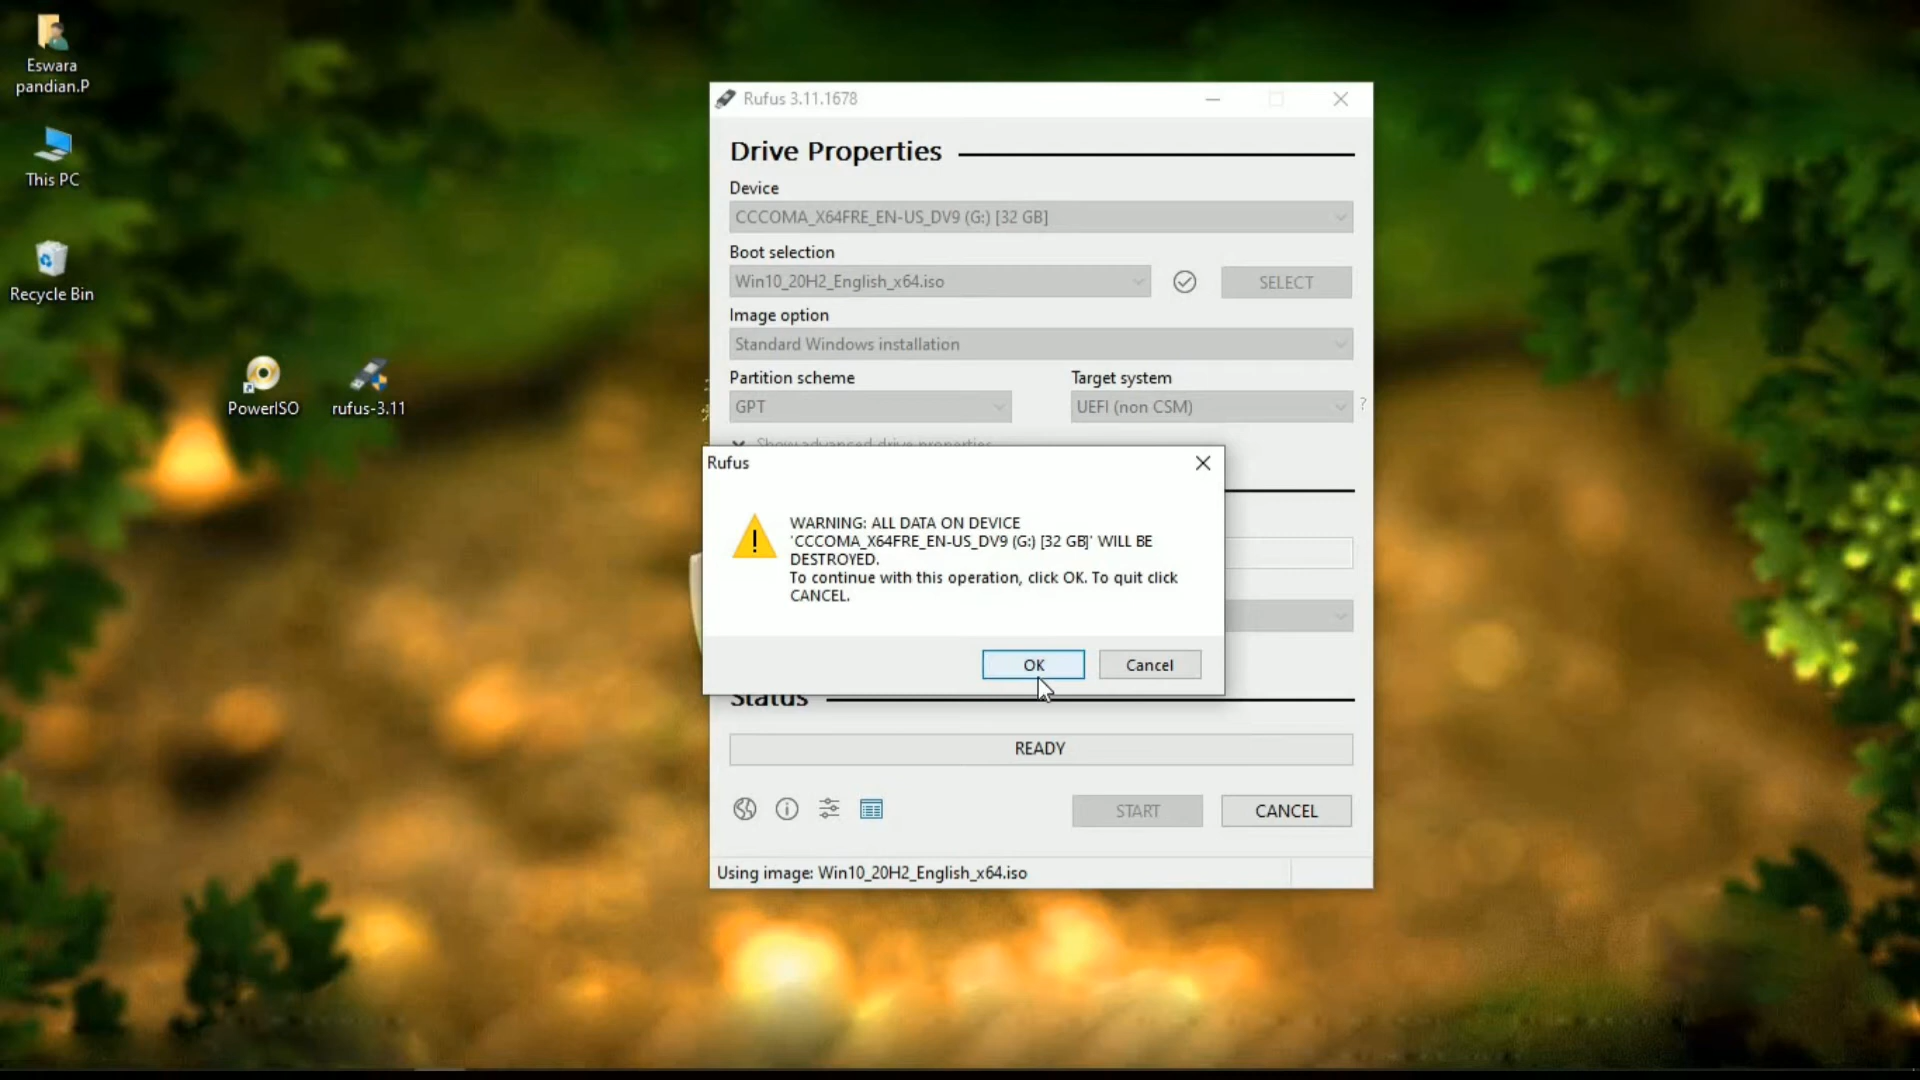 Eswara
pandian.P
This PC
Recycle Bin
PowerISO
rufus-3.11
Rufus 3.11.1678
Drive Properties
Device
CCCOMA_X64FRE_EN-US_DV9 (G:) [32 GB]
Boot selection
Win10_20H2_English_x64.iso
SELECT
Image option
Standard Windows installation
Partition scheme
Target system
GPT
UEFI (non CSM)
?
Show advanced drive properties
Rufus
WARNING: ALL DATA ON DEVICE
'CCCOMA_X64FRE_EN-US_DV9 (G:) [32 GB]' WILL BE
DESTROYED.
To continue with this operation, click OK. To quit click
CANCEL.
OK
Cancel
Status
READY
START
CANCEL
Using image: Win10_20H2_English_x64.iso